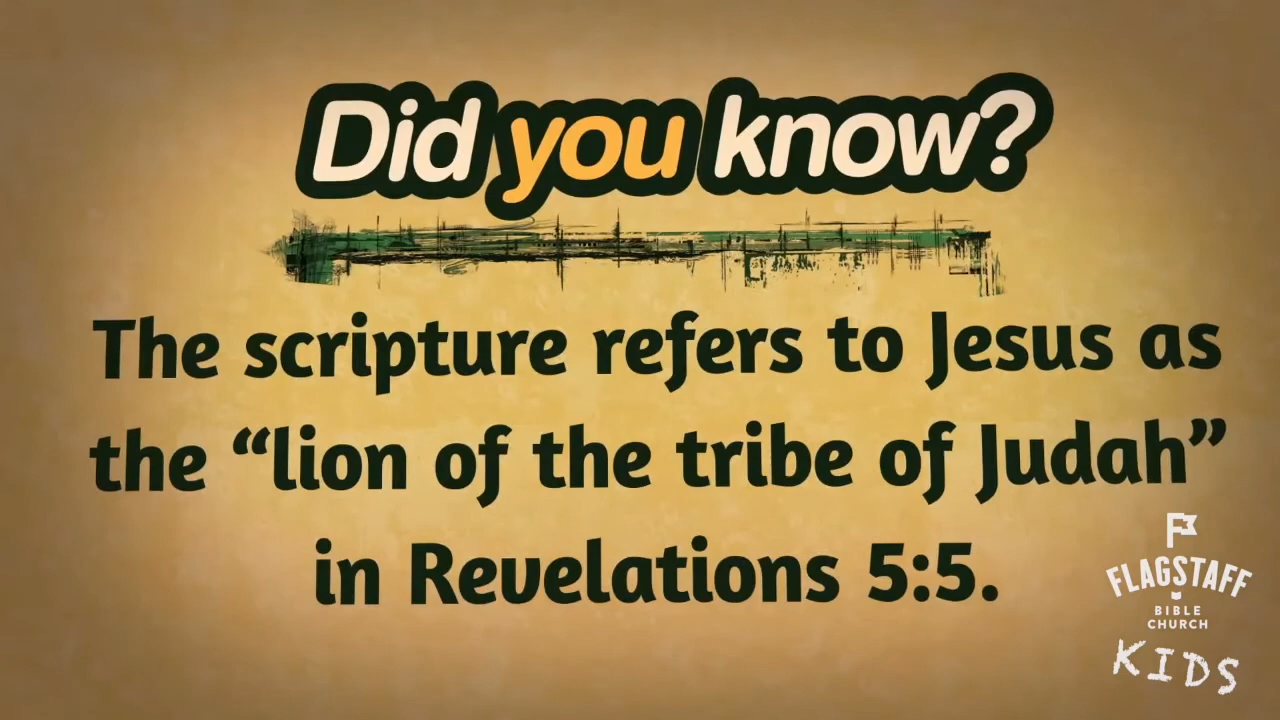 Did you know?
The scripture refers to Jesus as
the “lion of the tribe of Judah”
in Revelations 5:5.
FLAGSTAFF
BIBLE
CHURCH
KIDS